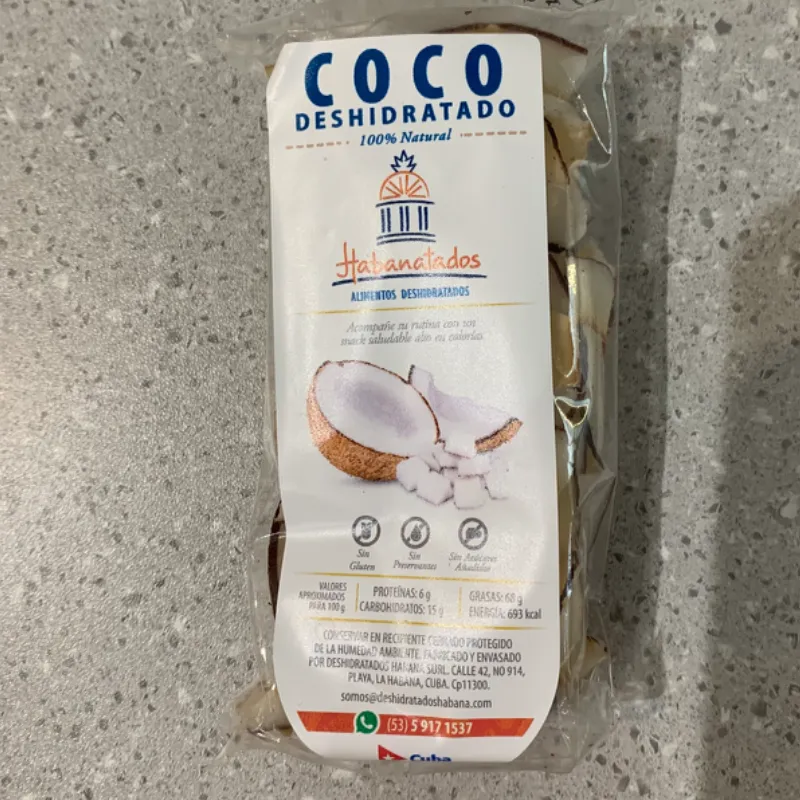 COCO
DESHIDRATADO
100% Natural
Habanatados
ALIMENTOS DESHIDRATADOS
Acompañe su rutina con un
snack saludable alto en calorías
Sin Gluten
Sin Preservantes
Sin Azúcares Añadidos
VALORES APROXIMADOS PARA 100 g
PROTEÍNAS: 6 g
CARBOHIDRATOS: 15 g
GRASAS: 68 g
ENERGÍA: 693 kcal
CONSERVAR EN RECIPIENTE CERRADO PROTEGIDO
DE LA HUMEDAD AMBIENTE. FABRICADO Y ENVASADO
POR DESHIDRATADOS HABANA SURL. CALLE 42, NO 914,
PLAYA, LA HABANA, CUBA. Cp11300.
somos@deshidratadoshabana.com
(53) 5 917 1537
Cuba